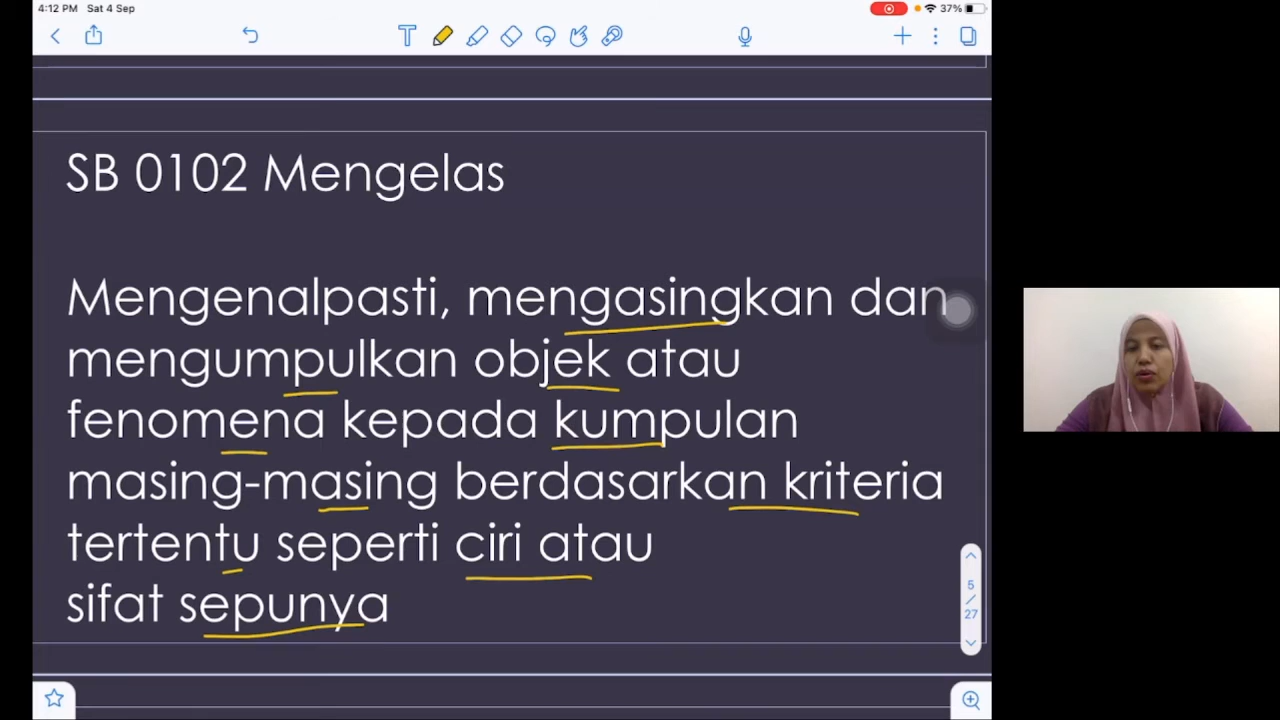 4:12 PM Sat 4 Sep
37%
SB 0102 Mengelas
Mengenalpasti, mengasingkan dan
mengumpulkan objek atau
fenomena kepada kumpulan
masing-masing berdasarkan kriteria
tertentu seperti ciri atau
sifat sepunya
5
/
27